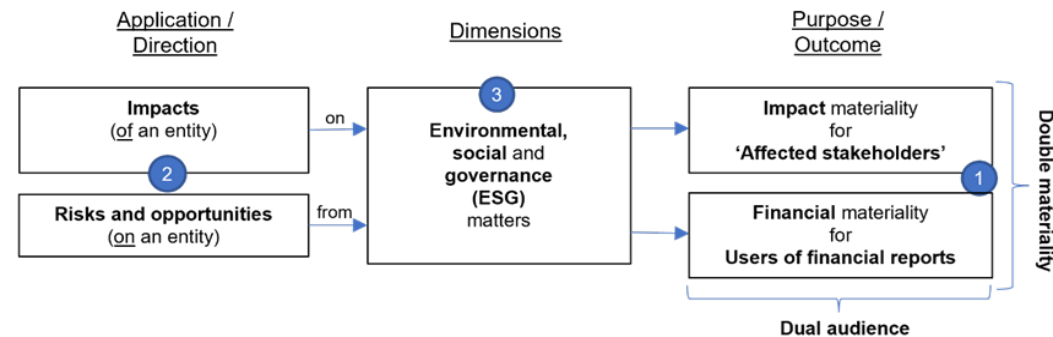 Application /
Direction
Dimensions
Purpose /
Outcome
Impacts
(of an entity)
2
Risks and opportunities
(on an entity)
on
from
3
Environmental,
social and
governance
(ESG)
matters
Impact materiality
for
‘Affected stakeholders’
1
Financial materiality
for
Users of financial reports
Double materiality
Dual audience